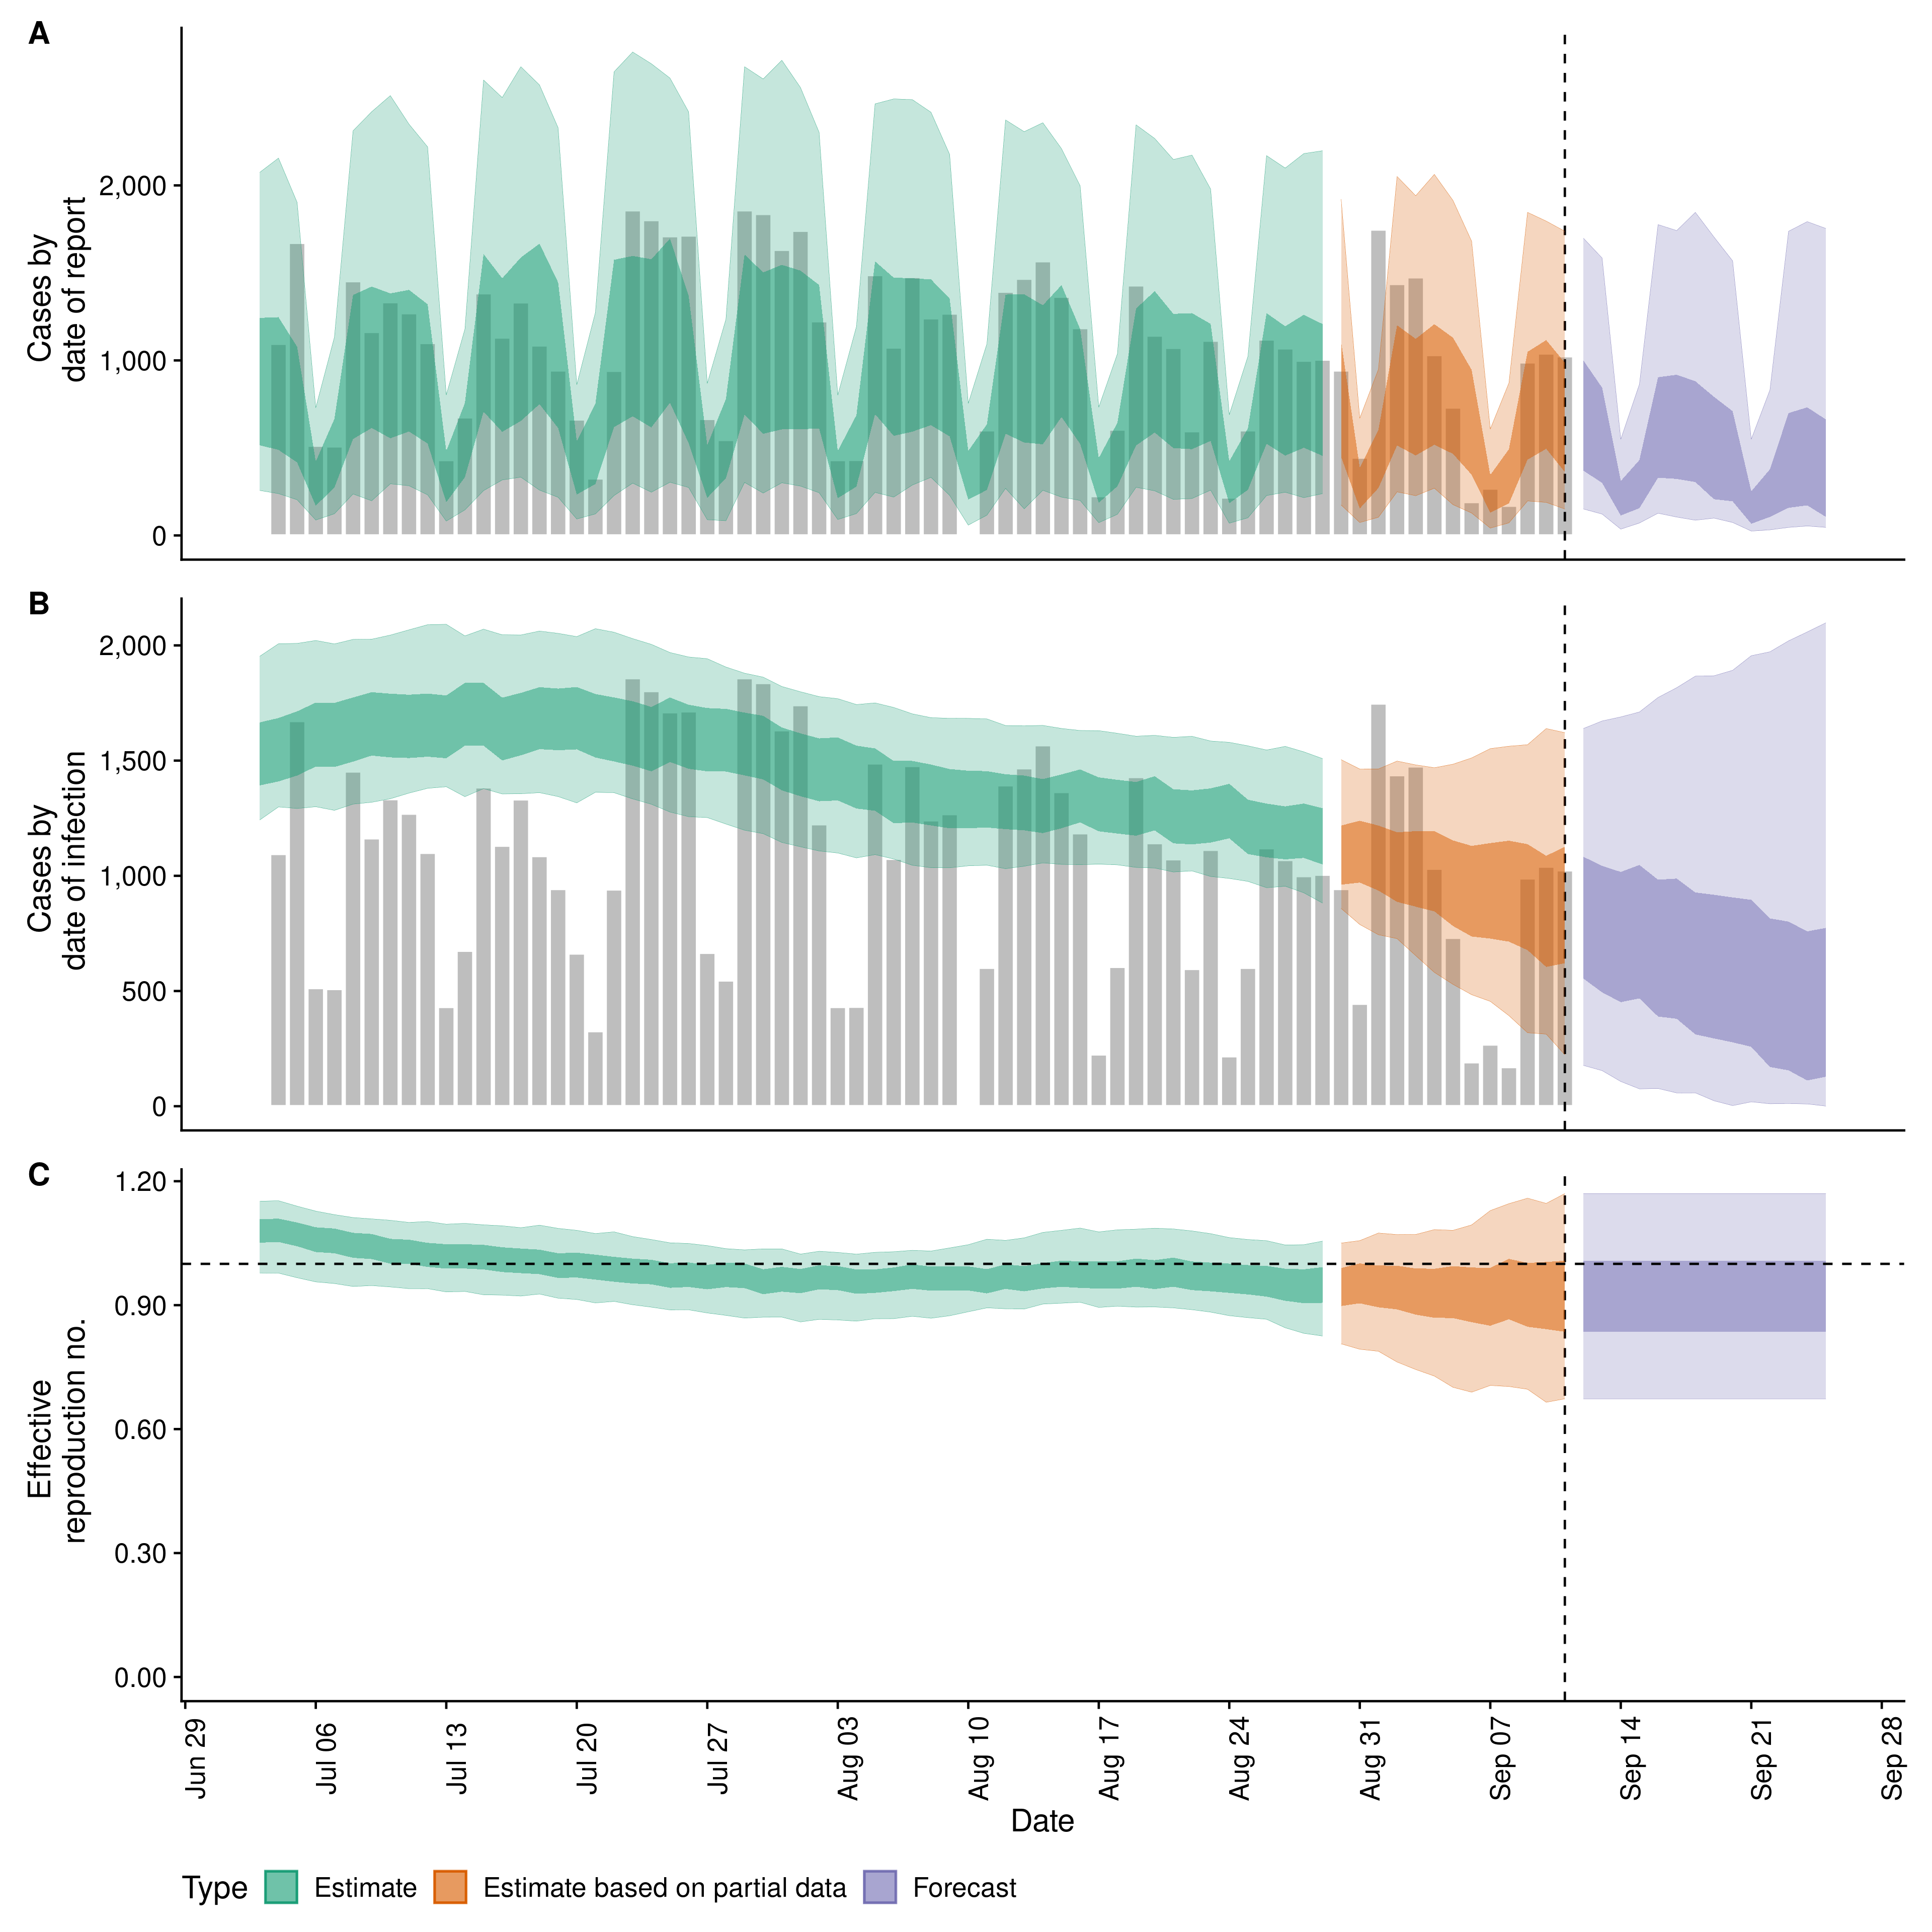 A
Cases by
date of report
2,000
1,000
0
B
Cases by
date of infection
2,000
1,500
1,000
500
0
C
Effective
reproduction no.
1.20
0.90
0.60
0.30
0.00
Jun 29
Jul 06
Jul 13
Jul 20
Jul 27
Aug 03
Aug 10
Aug 17
Aug 24
Aug 31
Sep 07
Sep 14
Sep 21
Sep 28
Date
Type Estimate Estimate based on partial data Forecast